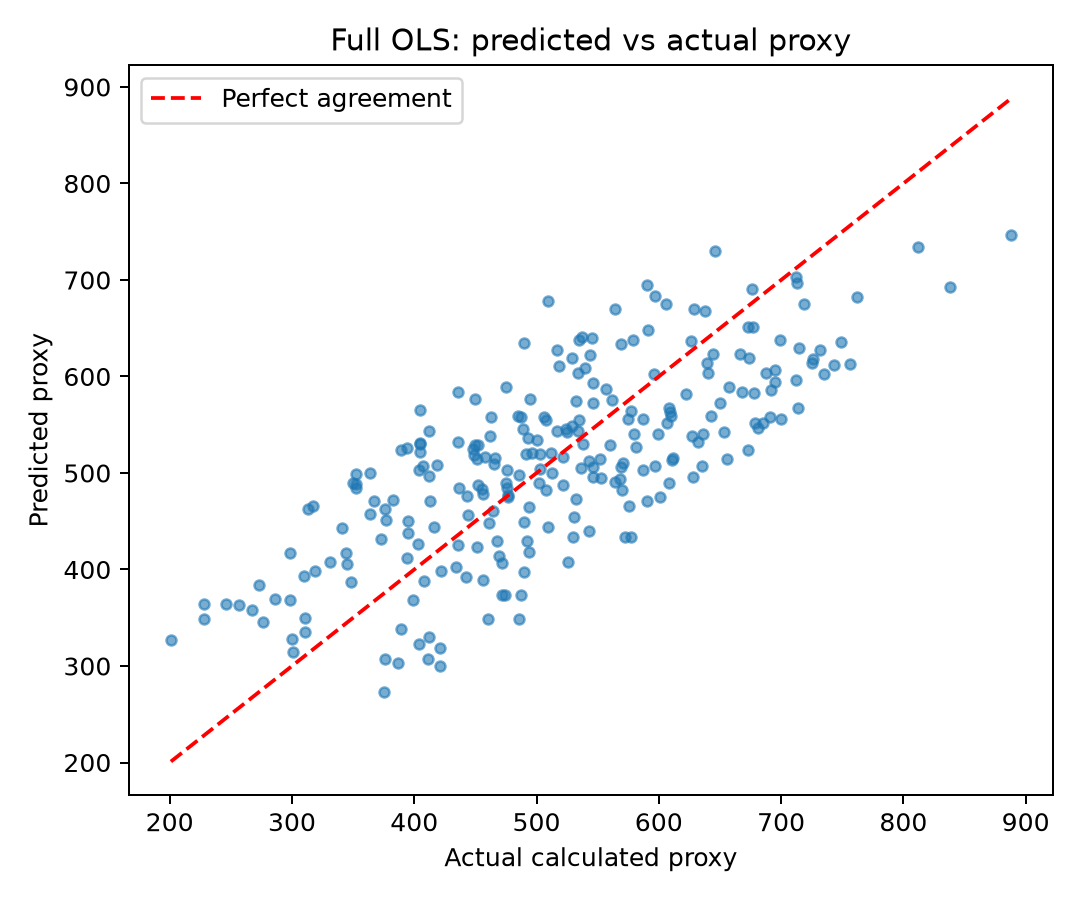 Full OLS: predicted vs actual proxy
Perfect agreement
900
800
700
600
500
400
300
200
Predicted proxy
200 300 400 500 600 700 800 900
Actual calculated proxy